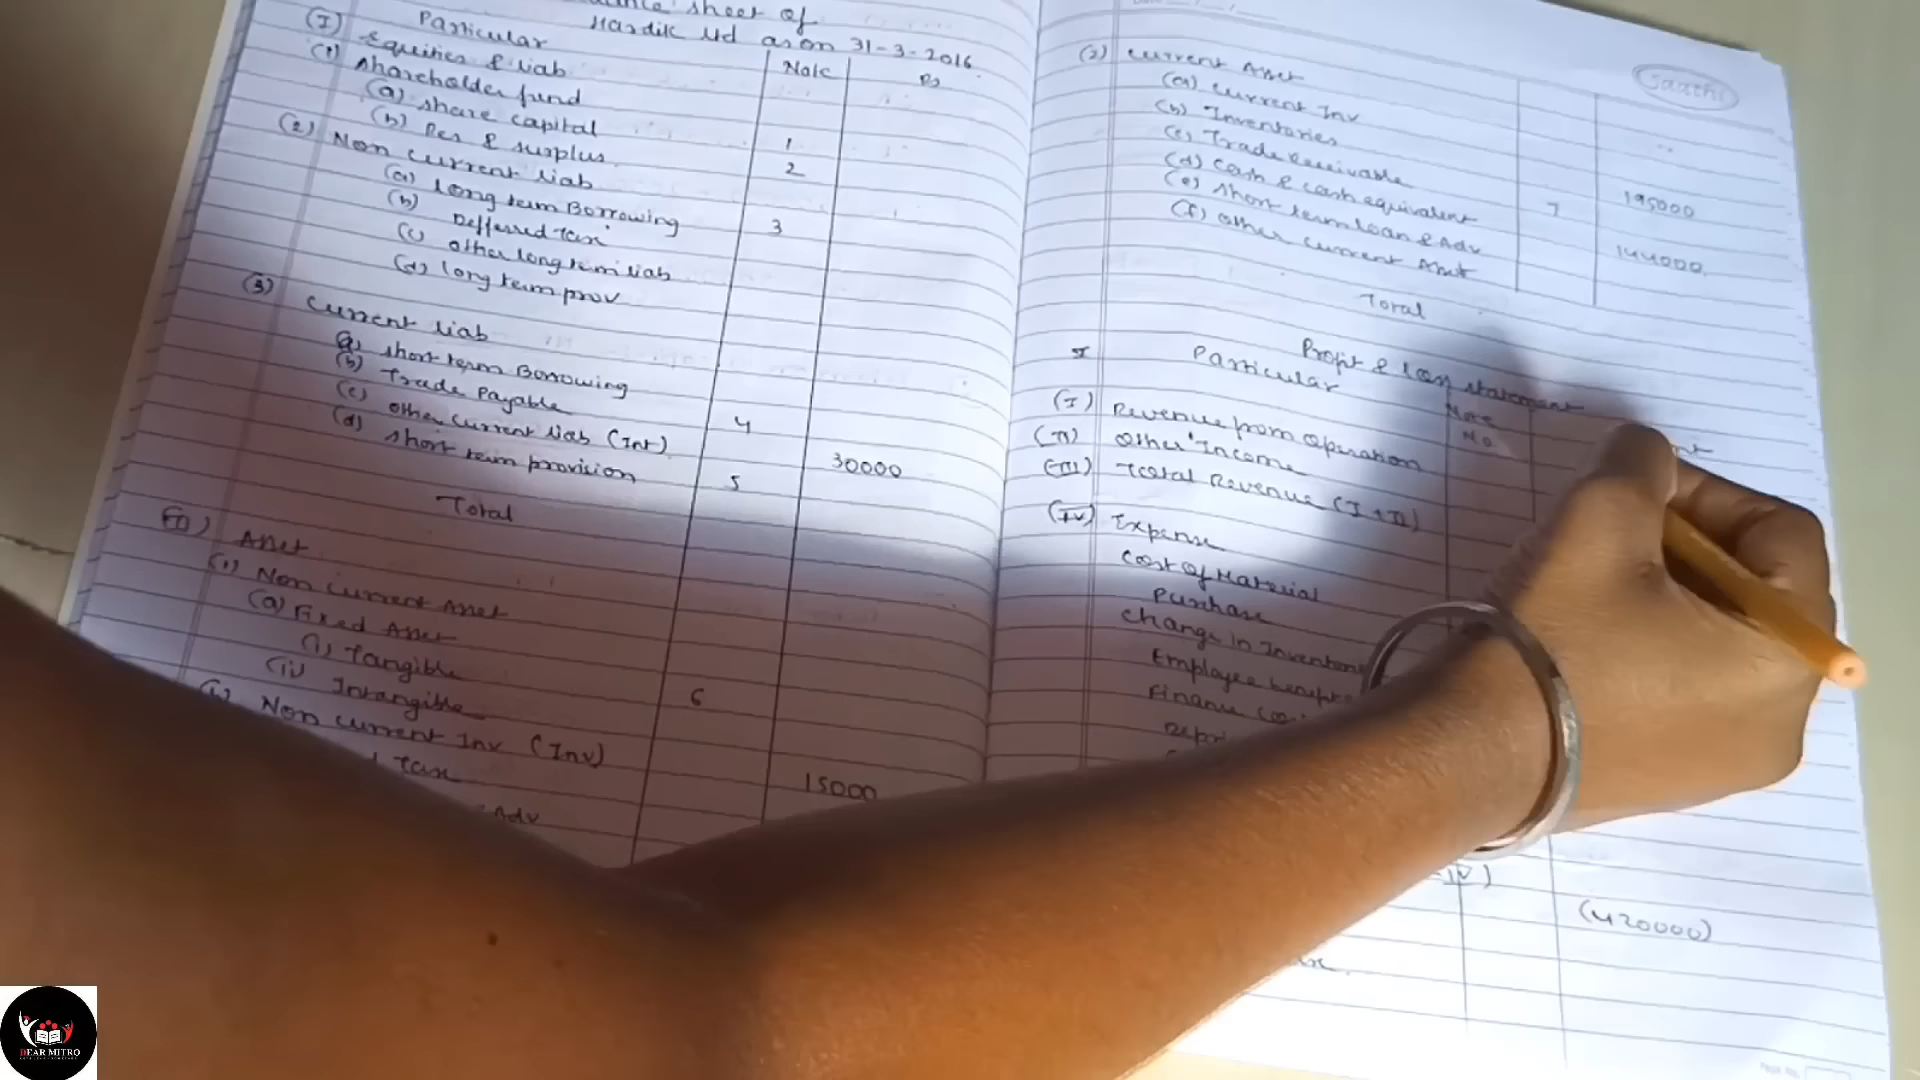 sheet of
Hardik Ltd as on 31-3-2016
Particular
Note
Rs
(I) Equities & Liab
(1) Shareholder fund
(a) Share capital 1
(b) Res & surplus 2
(2) Non current Liab
(a) Long term Borrowing 3
(b) Deffered tax
(c) other long term liab
(d) long term prov
(3) Current Liab
(a) short term Borrowing
(b) Trade Payable 4
(c) other current Liab (Int) 30000
(d) short term provision 5
Total
(II) Asset
(1) Non Current Asset
(a) Fixed Asset
(i) Tangible 6
(ii) Intangible
(b) Non current Inv (Inv) 15000
Tax
Adv
(2) Current Asset
(a) Current Inv
(b) Inventories
(c) Trade Receivable 195000
(d) Cash & cash equivalent 7
(e) Short term loan & Adv 144000
(f) other current Asset
Total
Profit & loss statement
Particular
Note No.
(I) Revenue from Operation
(II) Other Income
(III) Total Revenue (I+II)
(IV) Expense
Cost of Material
Purchase
Change in Inventori
Employee benefit
Finance
Depri
IV)
(420000)
Saathi
DEAR MITRO